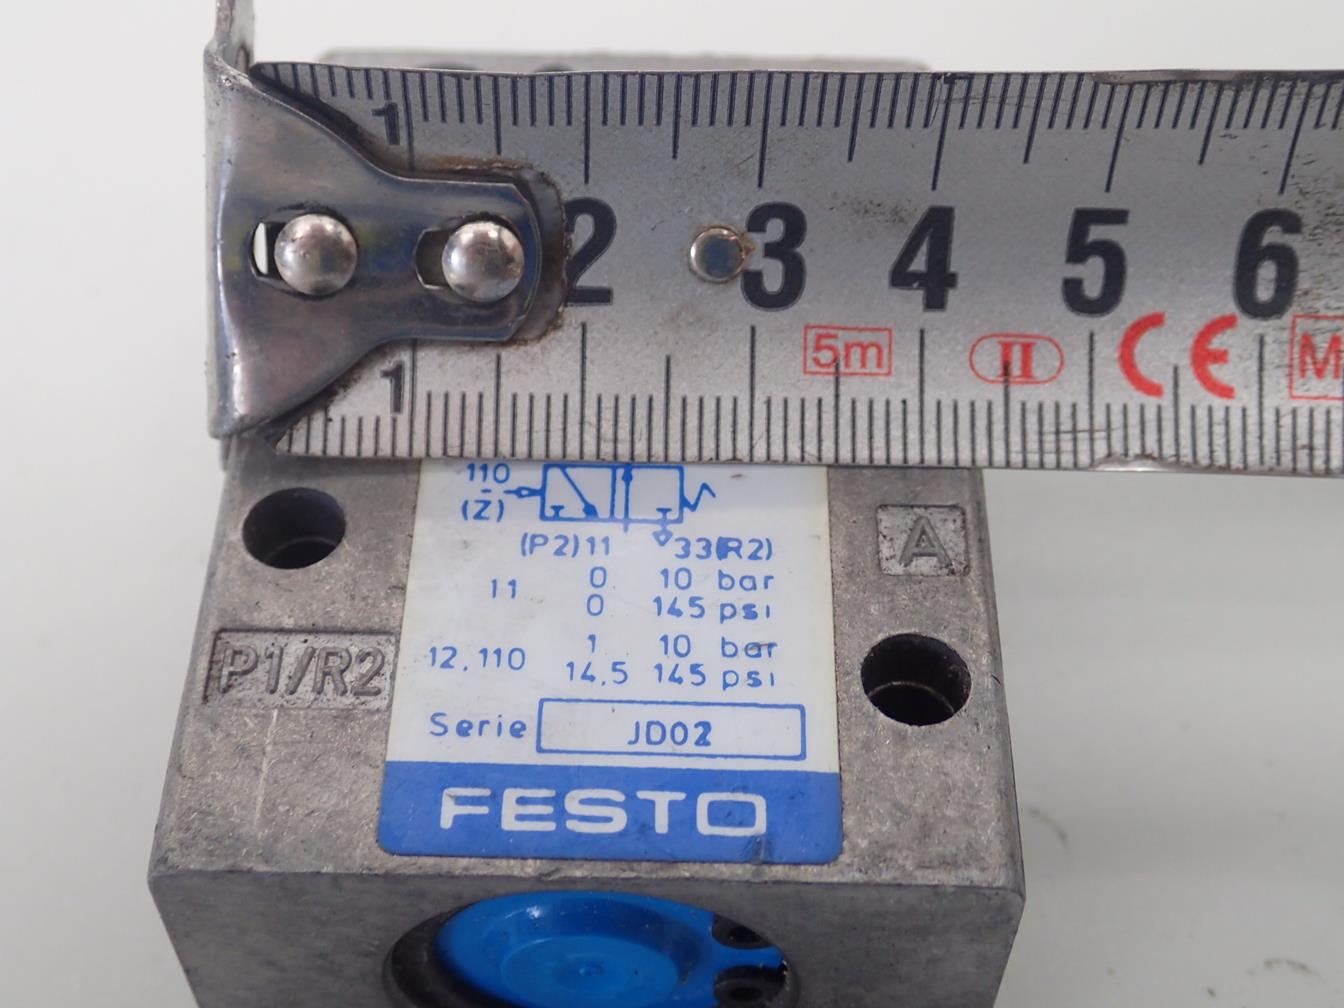 1
2 3 4 5 6
5m II CE M
1
110
(Z)
(P2)11 33(R2)
A
11 0 10 bar
0 145 psi
12.110 1 10 bar
14.5 145 psi
P1/R2
Serie JD02
FESTO